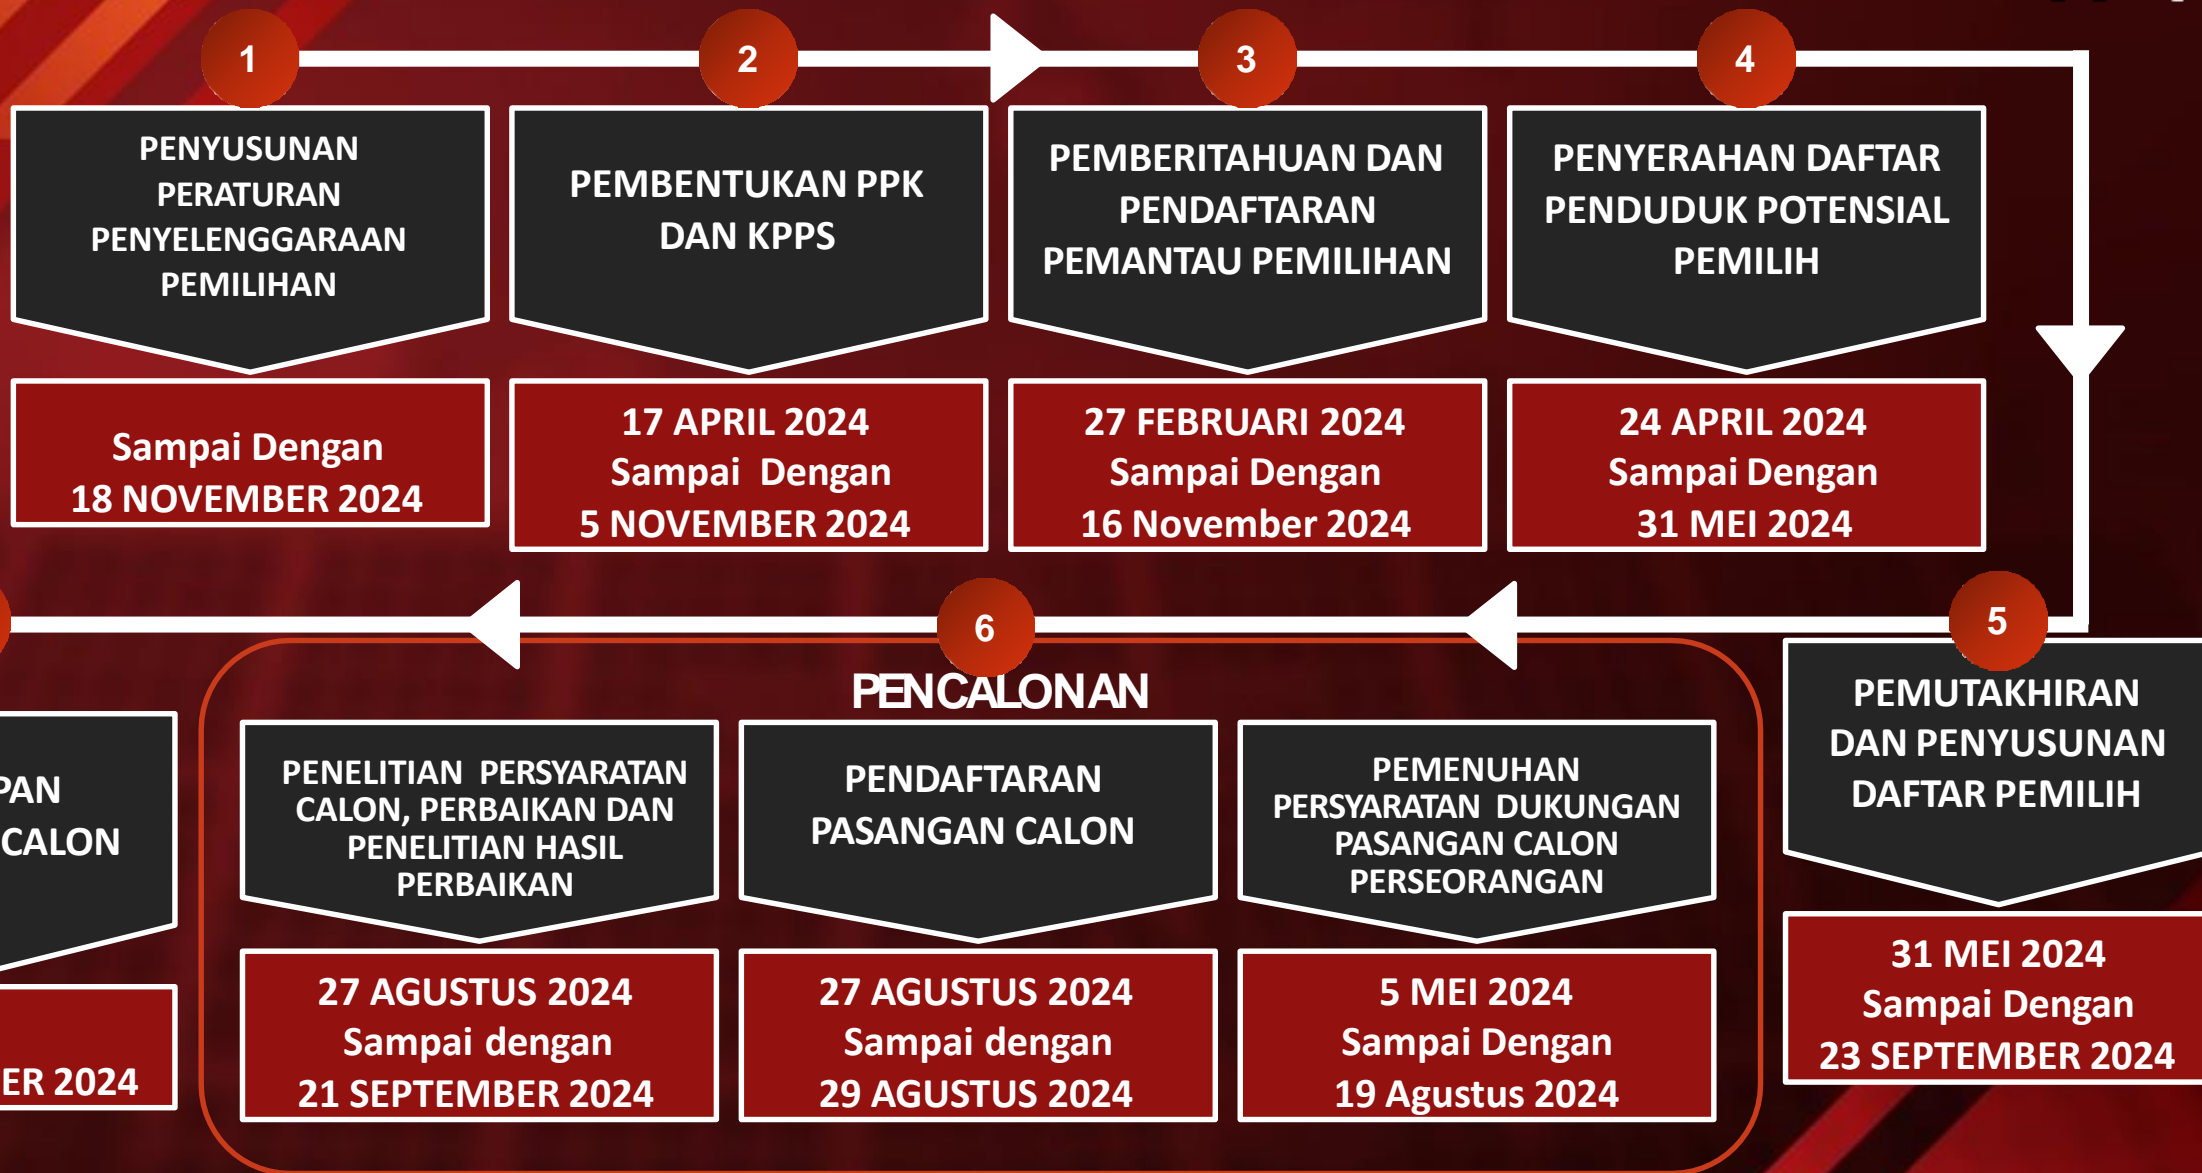 1
2
3
4
PENYUSUNAN
PERATURAN
PENYELENGGARAAN
PEMILIHAN
PEMBENTUKAN PPK
DAN KPPS
PEMBERITAHUAN DAN
PENDAFTARAN
PEMANTAU PEMILIHAN
PENYERAHAN DAFTAR
PENDUDUK POTENSIAL
PEMILIH
Sampai Dengan
18 NOVEMBER 2024
17 APRIL 2024
Sampai Dengan
5 NOVEMBER 2024
27 FEBRUARI 2024
Sampai Dengan
16 November 2024
24 APRIL 2024
Sampai Dengan
31 MEI 2024
5
PEMUTAKHIRAN
DAN PENYUSUNAN
DAFTAR PEMILIH
31 MEI 2024
Sampai Dengan
23 SEPTEMBER 2024
6
PENCALONAN
PEMENUHAN
PERSYARATAN DUKUNGAN
PASANGAN CALON
PERSEORANGAN
5 MEI 2024
Sampai Dengan
19 Agustus 2024
PENDAFTARAN
PASANGAN CALON
27 AGUSTUS 2024
Sampai dengan
29 AGUSTUS 2024
PENELITIAN PERSYARATAN
CALON, PERBAIKAN DAN
PENELITIAN HASIL
PERBAIKAN
27 AGUSTUS 2024
Sampai dengan
21 SEPTEMBER 2024
PAN
CALON
ER 2024